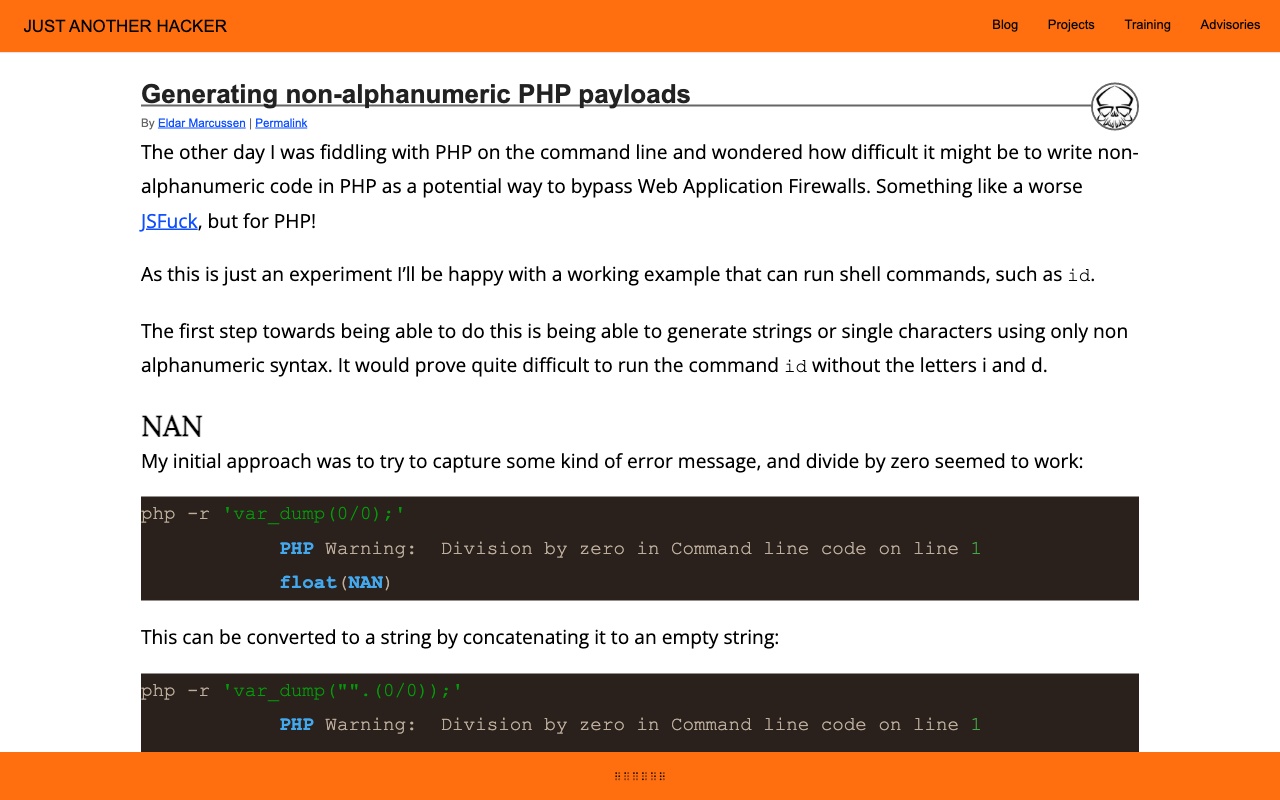 JUST ANOTHER HACKER
Blog Projects Training Advisories
Generating non-alphanumeric PHP payloads
By Eldar Marcussen | Permalink
The other day I was fiddling with PHP on the command line and wondered how difficult it might be to write non-
alphanumeric code in PHP as a potential way to bypass Web Application Firewalls. Something like a worse
JSFuck, but for PHP!
As this is just an experiment I’ll be happy with a working example that can run shell commands, such as id.
The first step towards being able to do this is being able to generate strings or single characters using only non
alphanumeric syntax. It would prove quite difficult to run the command id without the letters i and d.
NAN
My initial approach was to try to capture some kind of error message, and divide by zero seemed to work:
php -r 'var_dump(0/0);'
PHP Warning:  Division by zero in Command line code on line 1
float(NAN)
This can be converted to a string by concatenating it to an empty string:
php -r 'var_dump("".(0/0));'
PHP Warning:  Division by zero in Command line code on line 1